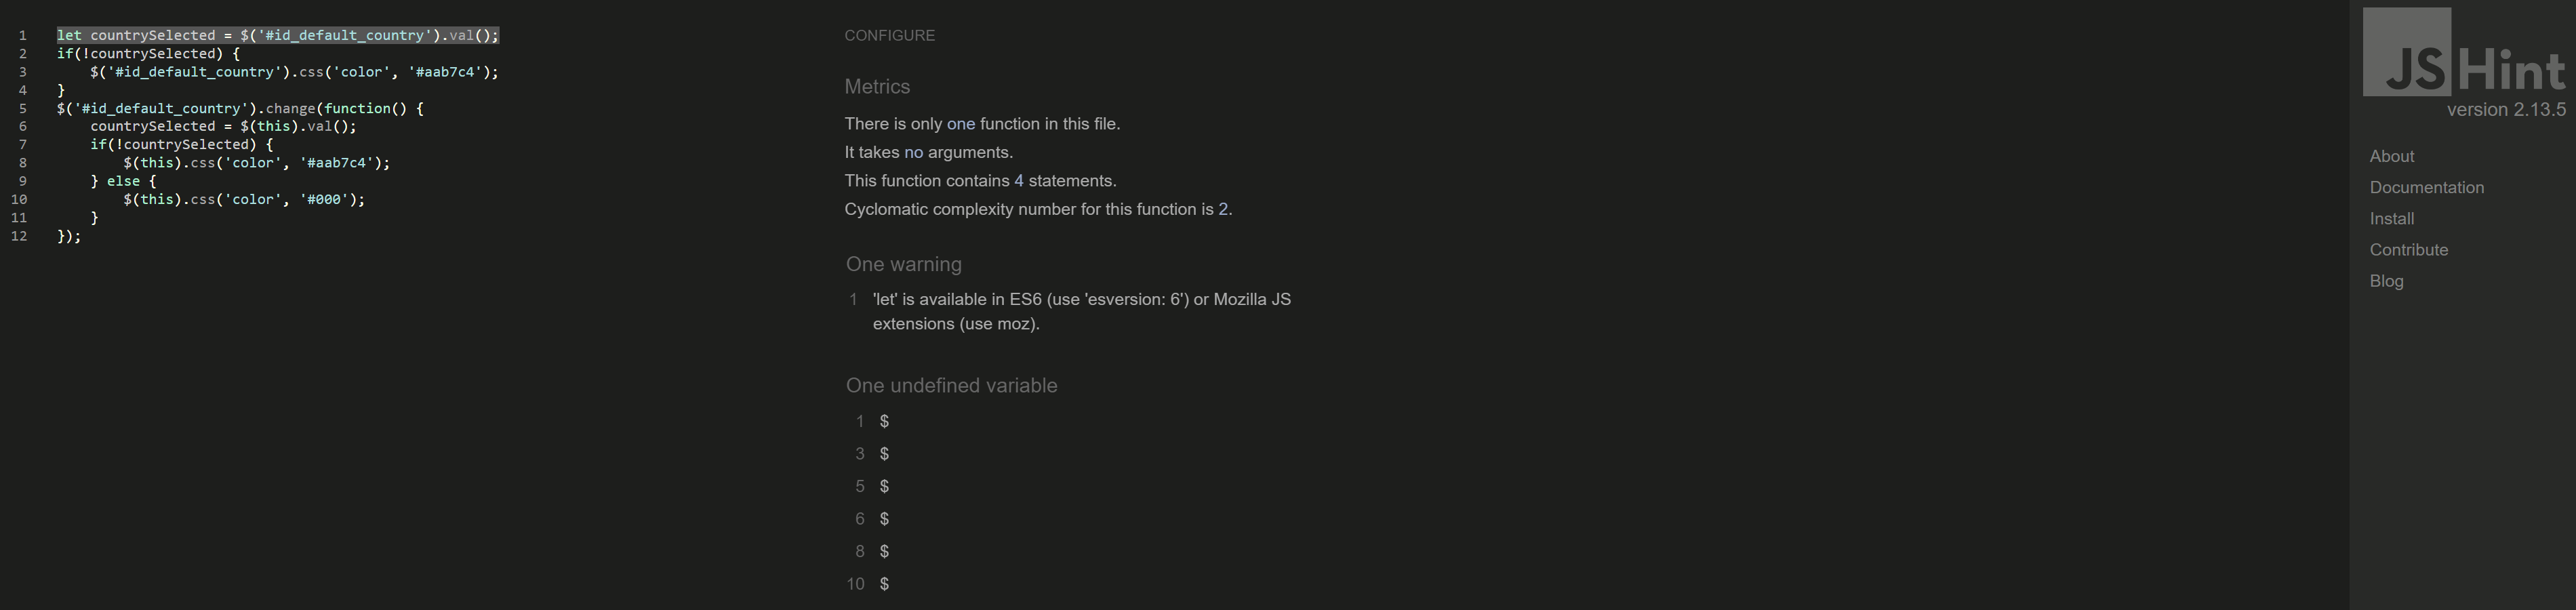 1 let countrySelected = $('#id_default_country').val();
2 if(!countrySelected) {
3 $('#id_default_country').css('color', '#aab7c4');
4 }
5 $('#id_default_country').change(function() {
6 countrySelected = $(this).val();
7 if(!countrySelected) {
8 $(this).css('color', '#aab7c4');
9 } else {
10 $(this).css('color', '#000');
11 }
12 });
CONFIGURE
Metrics
There is only one function in this file.
It takes no arguments.
This function contains 4 statements.
Cyclomatic complexity number for this function is 2.
One warning
1 'let' is available in ES6 (use 'esversion: 6') or Mozilla JS
extensions (use moz).
One undefined variable
1 $
3 $
5 $
6 $
8 $
10 $
JSHint
version 2.13.5
About
Documentation
Install
Contribute
Blog